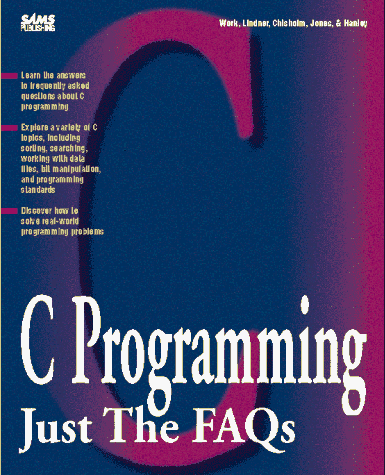 SAMS
PUBLISHING
Work, Lindner, Chisholm, Jones, & Hanley
Learn the answers
to frequently asked
questions about C
programming
Explore a variety of C
topics, including
sorting, searching,
working with data
files, bit manipulation,
and programming
standards
Discover how to
solve real-world
programming problems
C
C Programming
Just The FAQs